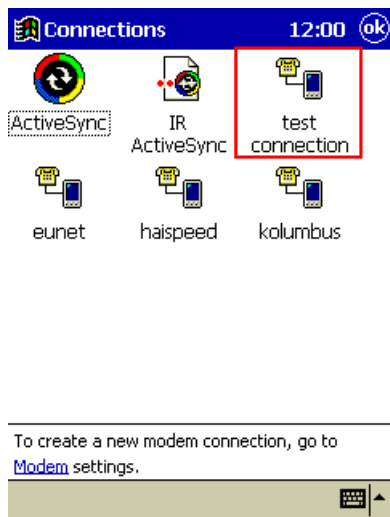 Connections 12:00 ok
ActiveSync IR ActiveSync test connection
eunet haispeed kolumbus
To create a new modem connection, go to
Modem settings.